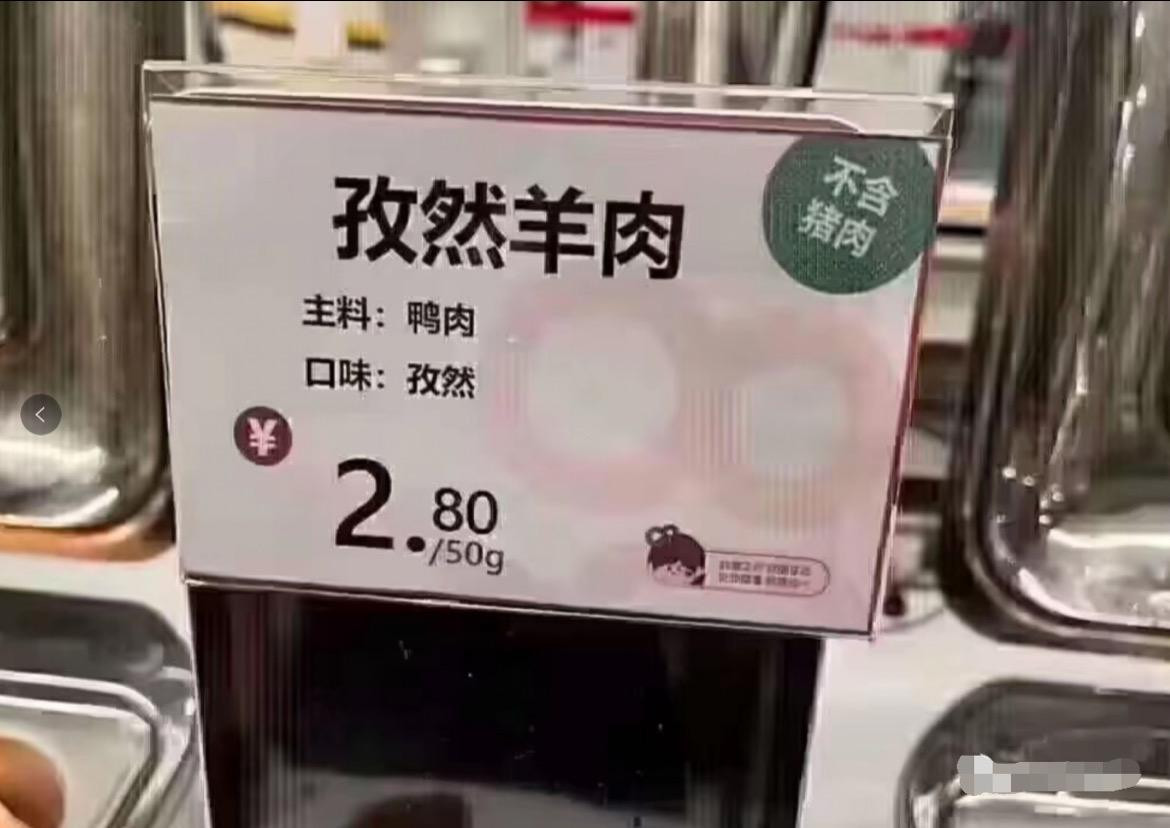 孜然羊肉
不含
猪肉
主料：鸭肉
口味：孜然
¥
2.80
/50g